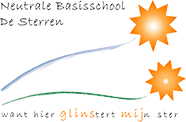 Neutrale Basisschool
De Sterren
want hier glinstert mijn ster